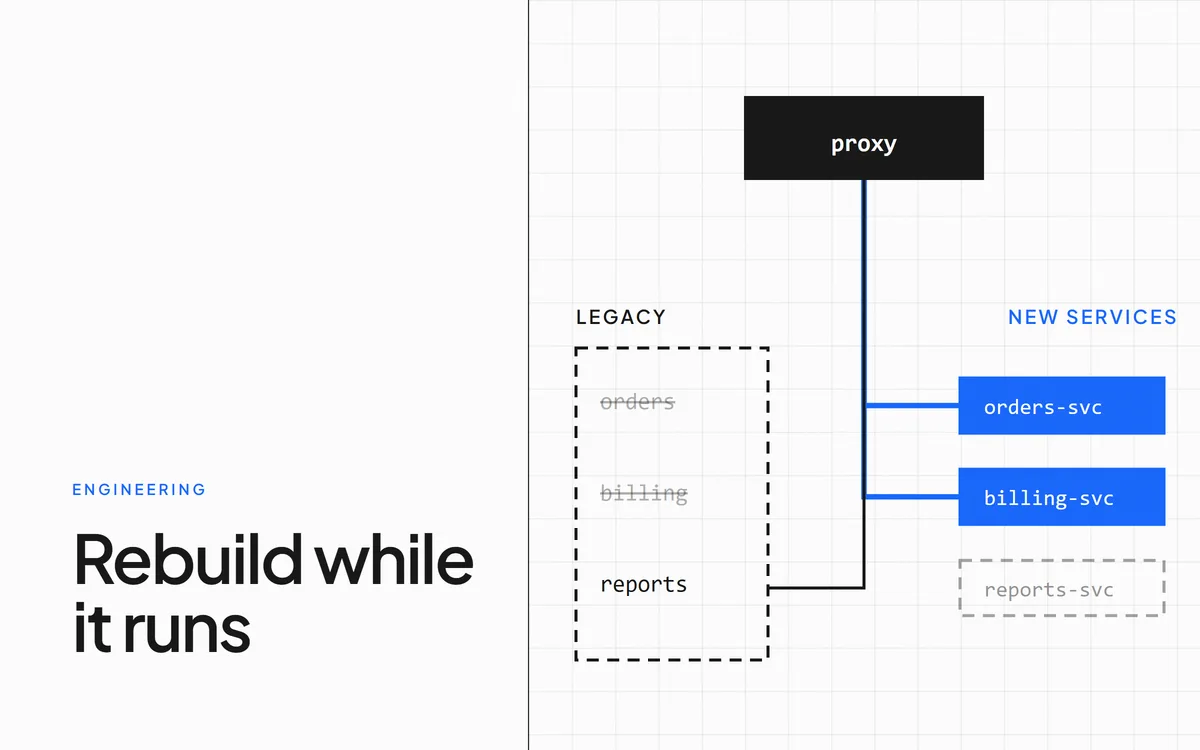 ENGINEERING
Rebuild while
it runs
proxy
LEGACY
orders
billing
reports
NEW SERVICES
orders-svc
billing-svc
reports-svc